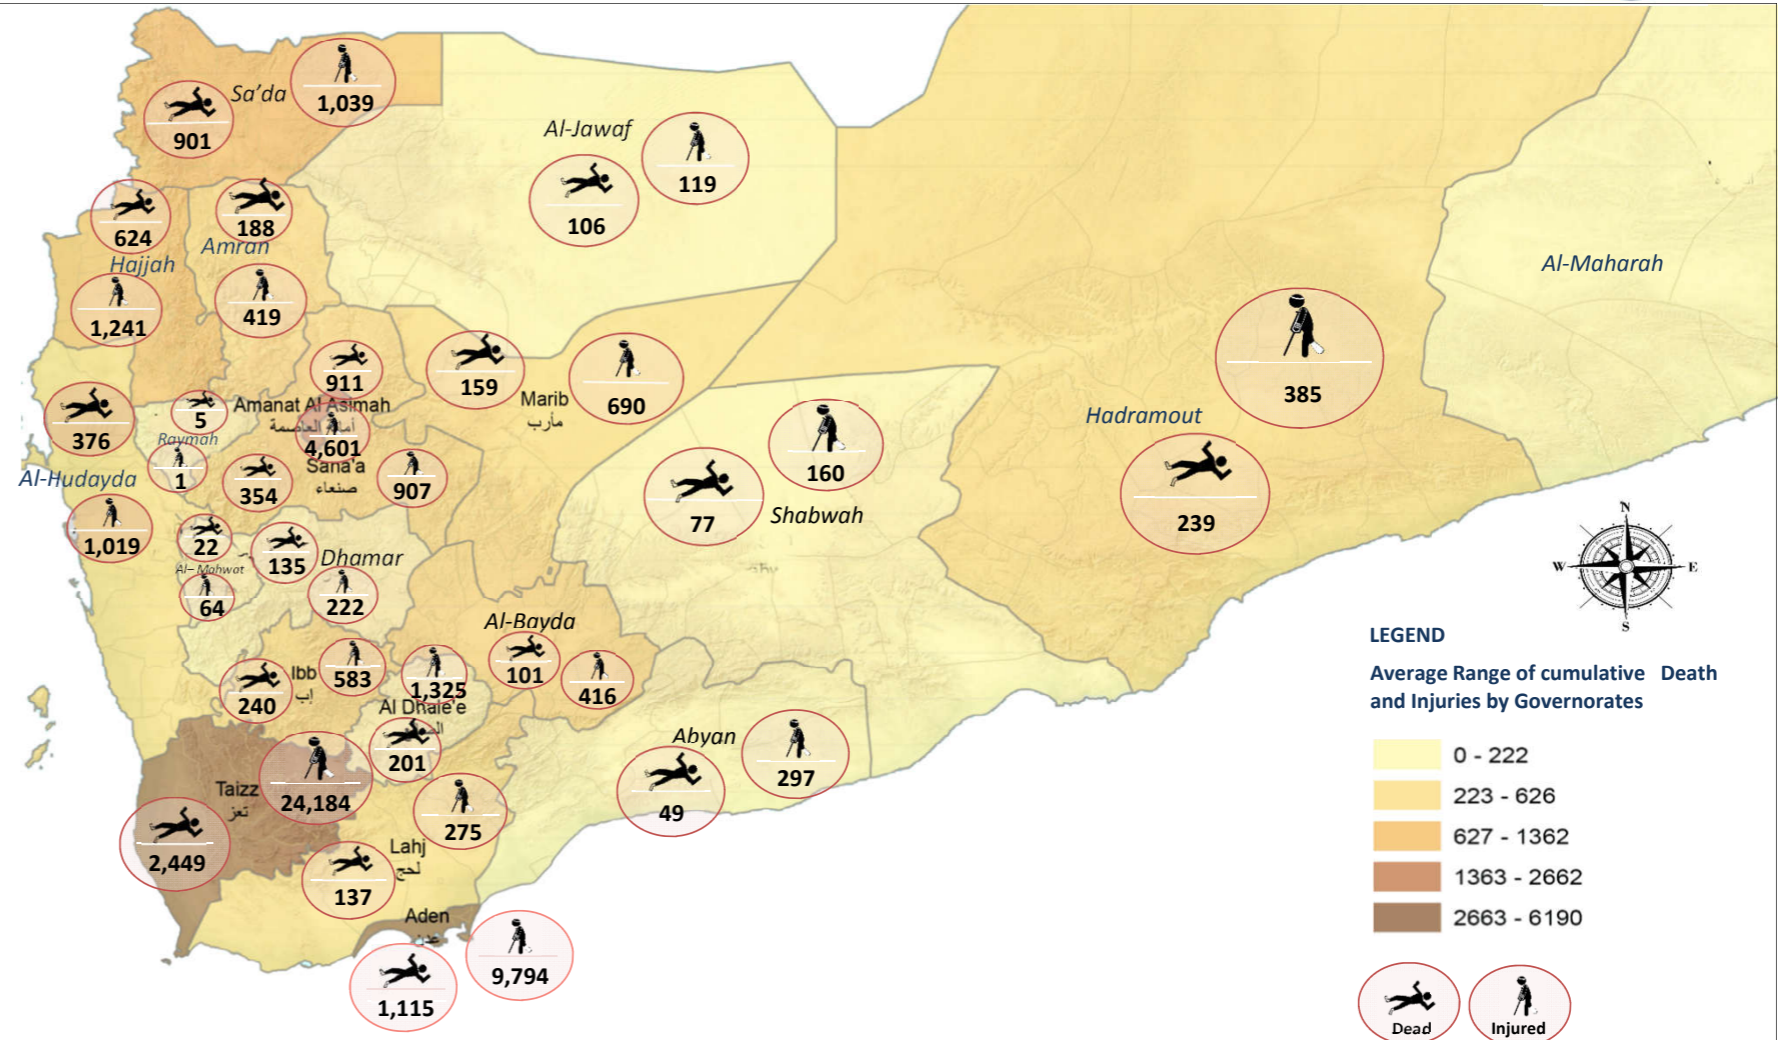 Sa'da
1,039
901
Al-Jawaf
119
106
624
188
Amran
Hajjah
1,241
419
Al-Maharah
911
159
690
385
Marib
مأرب
376
5
Amanat Al Asimah
Raymah
4,601
Hadramout
1
Al-Hudayda
354
Sana'a
صنعاء
907
160
77
Shabwah
239
1,019
22
135
Dhamar
Al-Mahwat
64
222
N
W
E
S
Al-Bayda
101
416
Ibb
إب
583
240
1,325
Al Dhale'e
201
Abyan
297
49
Taizz
تعز
24,184
2,449
275
Lahj
لحج
137
Aden
عدن
9,794
1,115
LEGEND
Average Range of cumulative Death
and Injuries by Governorates
0 - 222
223 - 626
627 - 1362
1363 - 2662
2663 - 6190
Dead
Injured